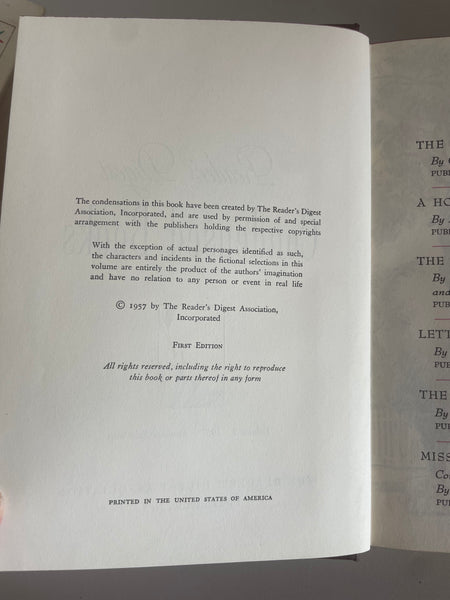 The condensations in this book have been created by The Reader's Digest
Association, Incorporated, and are used by permission of and special
arrangement with the publishers holding the respective copyrights
With the exception of actual personages identified as such,
the characters and incidents in the fictional selections in this
volume are entirely the product of the authors' imagination
and have no relation to any person or event in real life
© 1957 by The Reader's Digest Association,
Incorporated
First Edition
All rights reserved, including the right to reproduce
this book or parts thereof in any form
PRINTED IN THE UNITED STATES OF AMERICA
THE
By
A
By
THE
By
and
LETT
By
THE
By
MISS
By